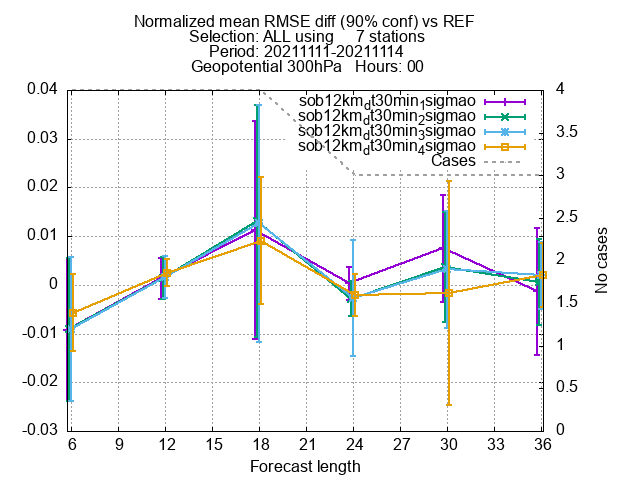 Normalized mean RMSE diff (90% conf) vs REF
Selection: ALL using 7 stations
Period: 20211111-20211114
Geopotential 300hPa Hours: 00
sob12km_dt30min_1sigmao
sob12km_dt30min_2sigmao
sob12km_dt30min_3sigmao
sob12km_dt30min_4sigmao
Cases
0.04
0.03
0.02
0.01
0
-0.01
-0.02
-0.03
4
3.5
3
2.5
2
1.5
1
0.5
0
No cases
6 9 12 15 18 21 24 27 30 33 36
Forecast length